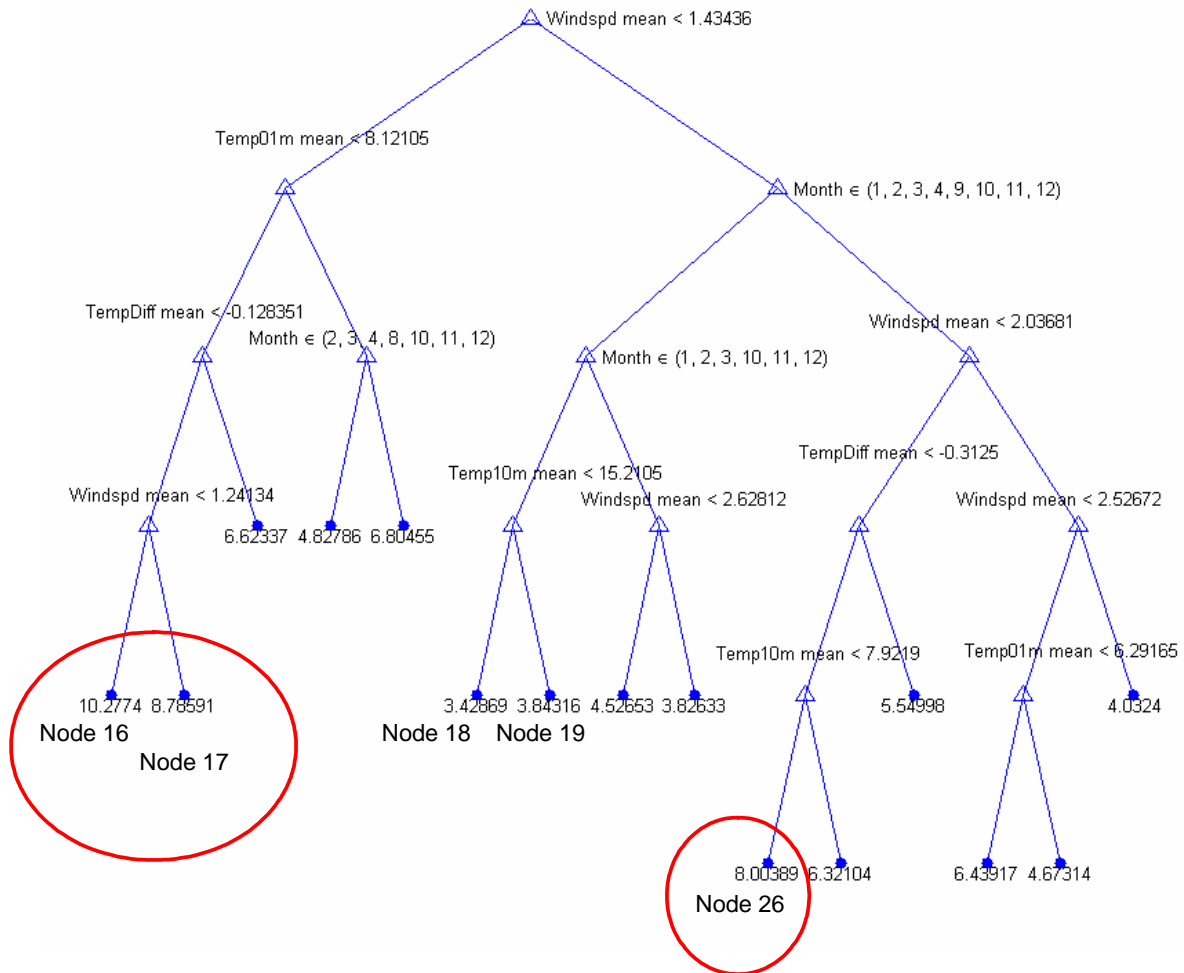 Windspd mean < 1.43436
Temp01m mean < 8.12105
Month ∈ (1, 2, 3, 4, 9, 10, 11, 12)
TempDiff mean < -0.128351
Month ∈ (2, 3, 4, 8, 10, 11, 12)
Month ∈ (1, 2, 3, 10, 11, 12)
Windspd mean < 2.03681
Windspd mean < 1.24134
6.62337
4.82786
6.80455
Temp10m mean < 15.2105
Windspd mean < 2.62812
TempDiff mean < -0.3125
Windspd mean < 2.52672
10.2774
8.78591
3.42869
3.84316
4.52653
3.82633
Temp10m mean < 7.9219
5.54998
Temp01m mean < 6.29165
4.0324
Node 16
Node 17
Node 18
Node 19
8.00389
6.32104
6.43917
4.67314
Node 26